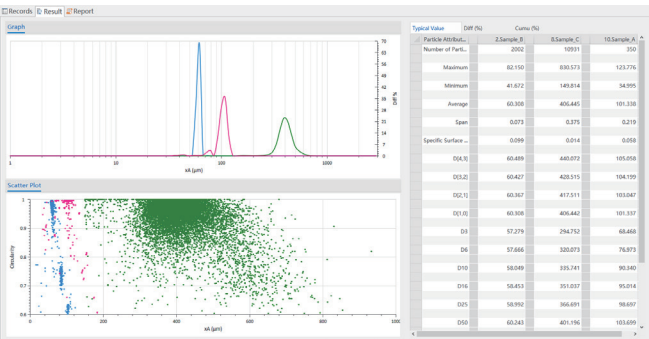 Records Result Report
Graph
70
63
56
49
42
35
28
21
14
7
0
Diff %
1 10 100 1000
xA (µm)
Scatter Plot
1
0.9
0.8
0.7
0.6
Circularity
0 200 400 600 800 1000
xA (µm)
Typical Value Diff (%) Cumu (%)
Particle Attribut... 2.Sample_B 8.Sample_C 10.Sample_A
Number of Parti... 2002 10931 350
Maximum 82.150 830.573 123.776
Minimum 41.672 149.814 34.995
Average 60.308 406.445 101.338
Span 0.073 0.375 0.219
Specific Surface ... 0.099 0.014 0.058
D[4,3] 60.489 440.072 105.058
D[3,2] 60.427 428.515 104.199
D[2,1] 60.367 417.511 103.047
D[1,0] 60.308 406.442 101.337
D3 57.279 294.752 68.468
D6 57.666 320.073 76.973
D10 58.049 335.741 90.340
D16 58.453 351.037 95.014
D25 58.992 366.691 98.697
D50 60.243 401.196 103.699